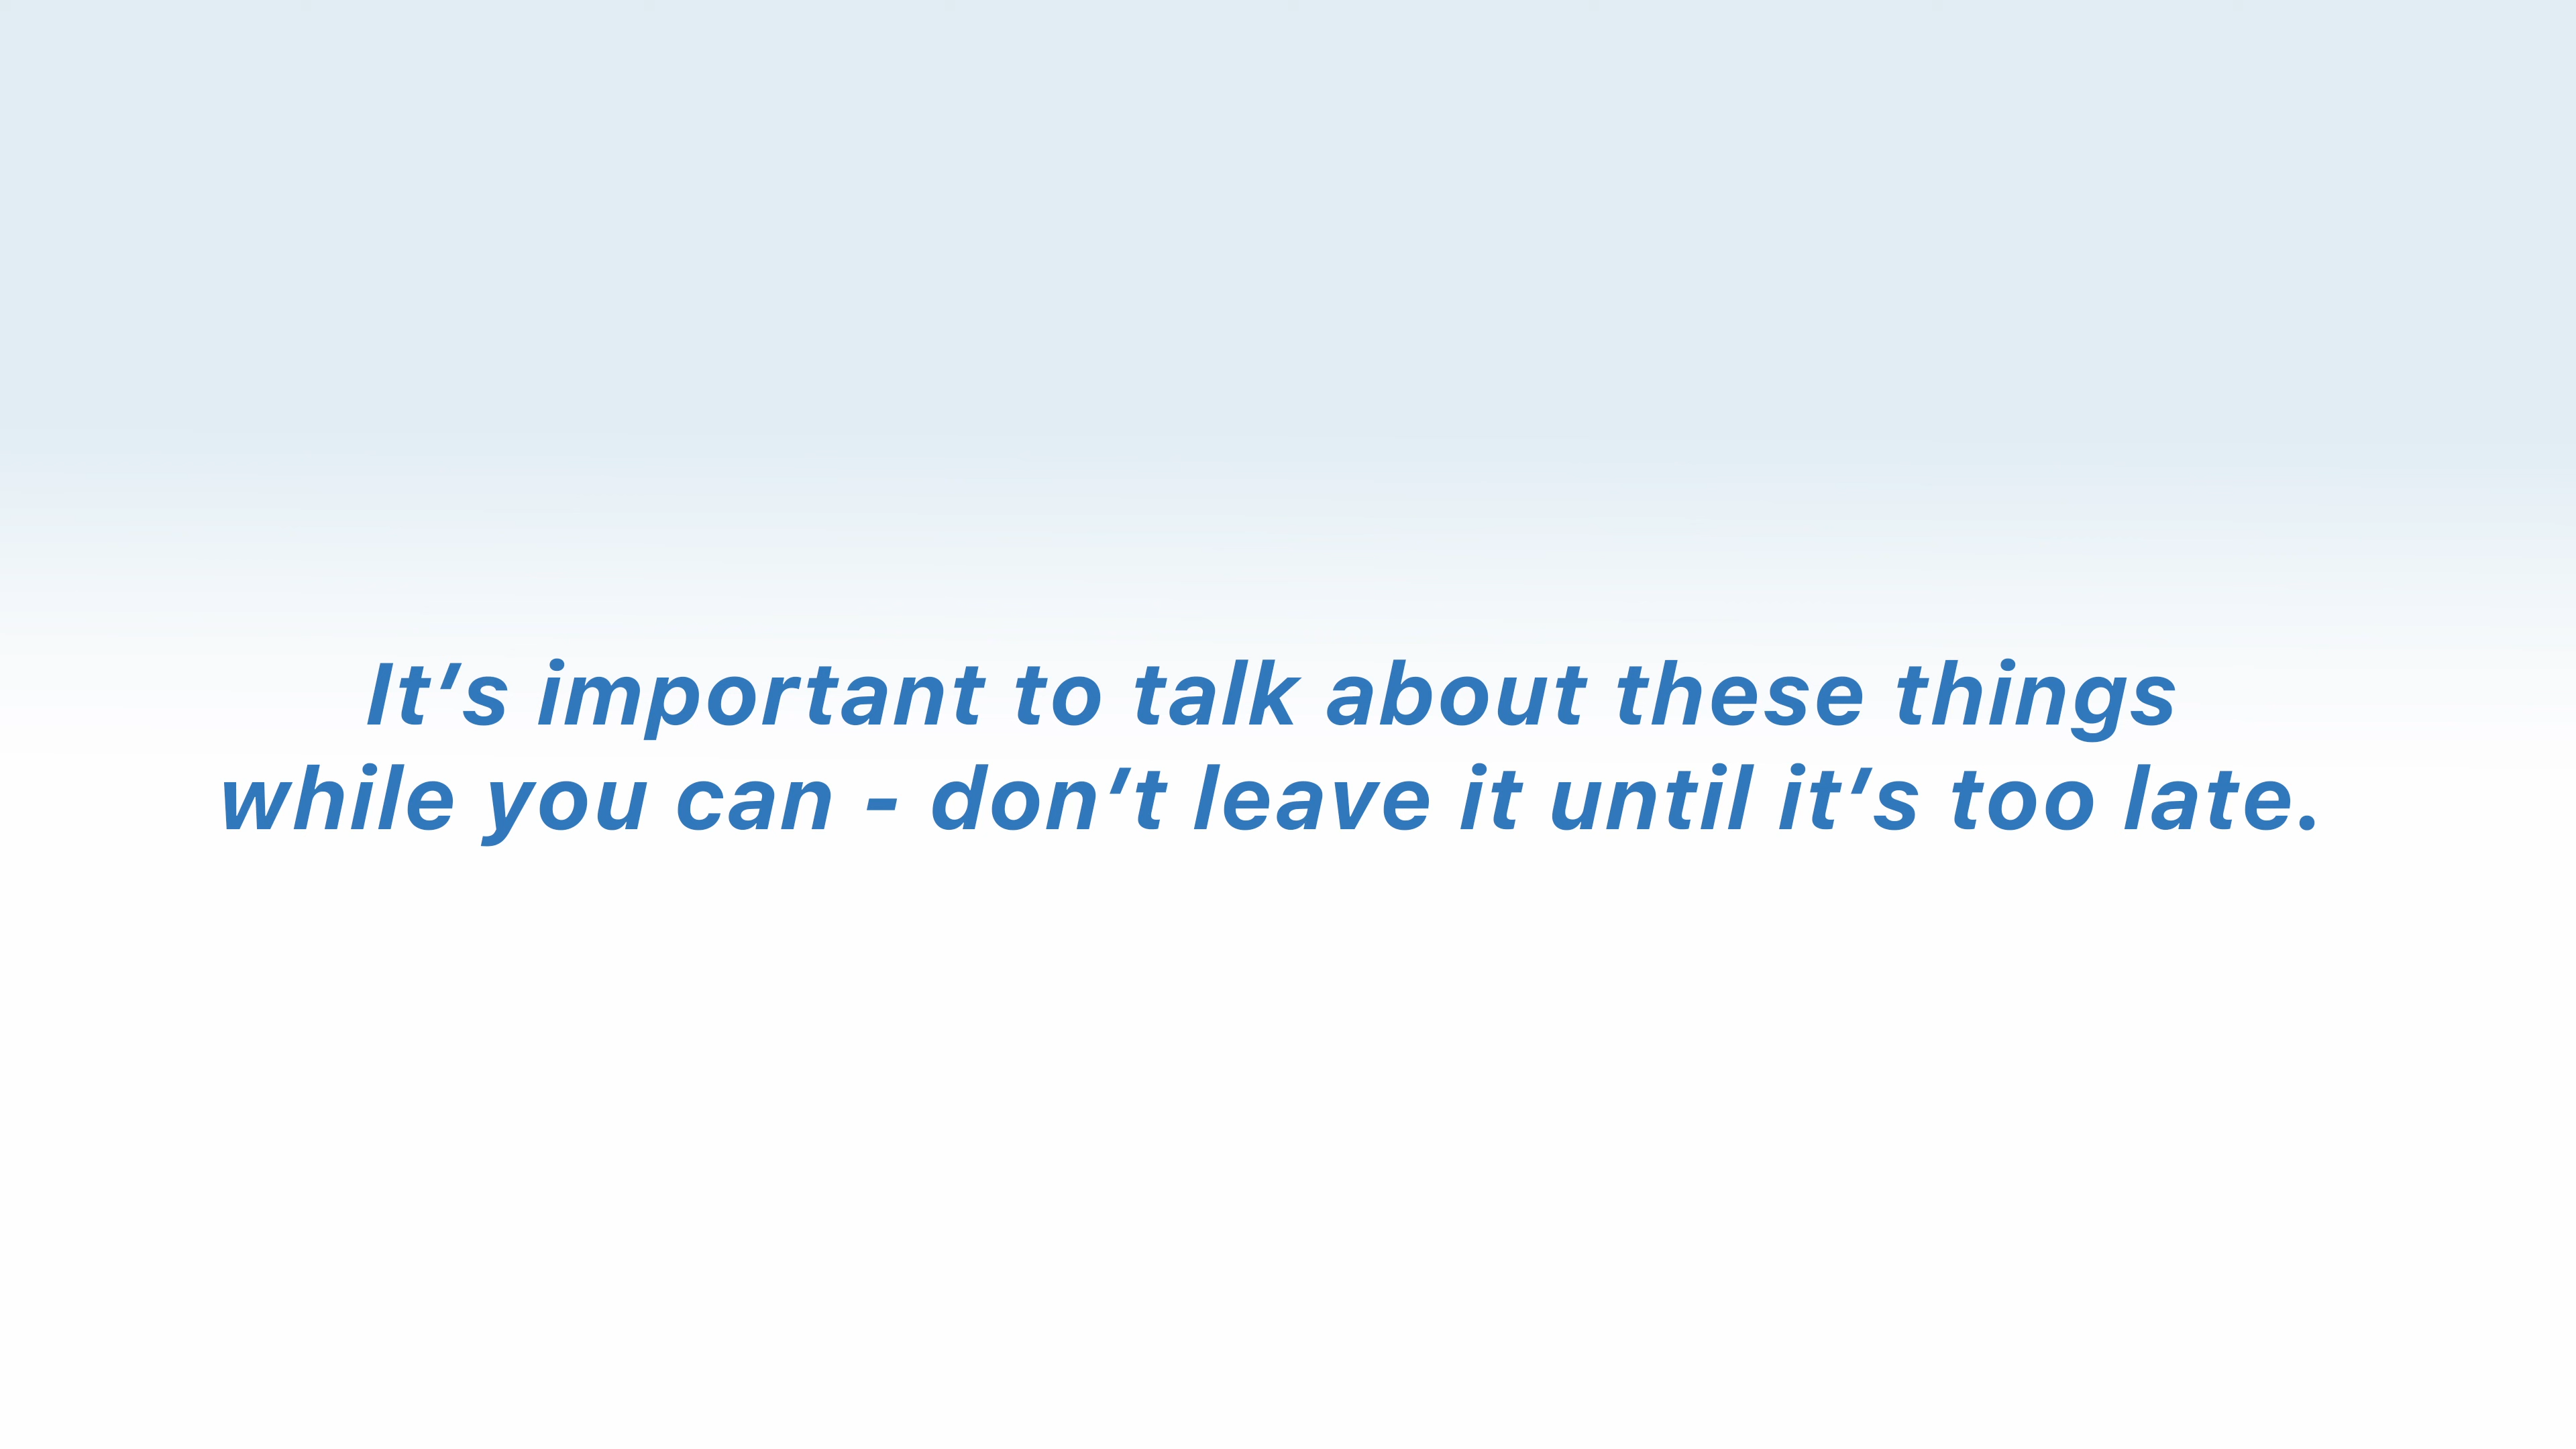 It’s important to talk about these things
while you can - don’t leave it until it’s too late.